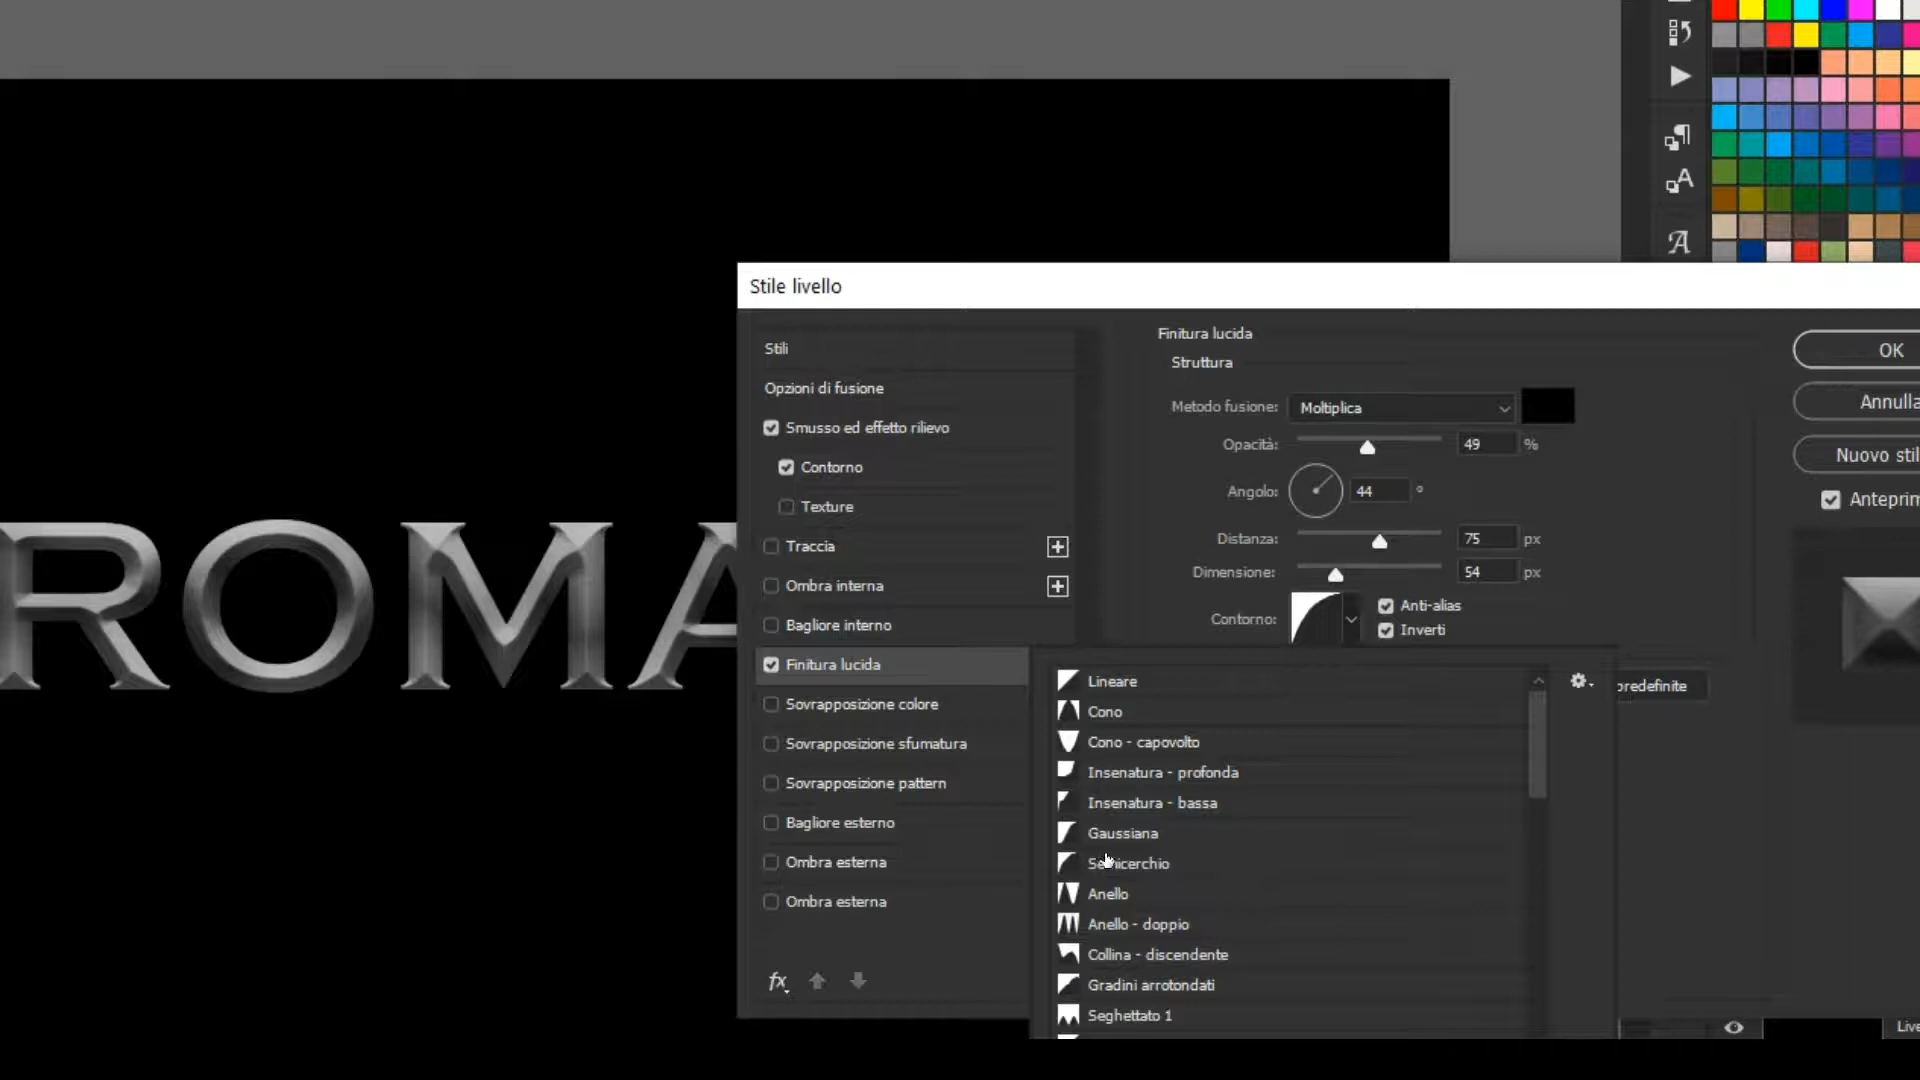 Stile livello
Stili
Opzioni di fusione
Smusso ed effetto rilievo
Contorno
Texture
Traccia
Ombra interna
Bagliore interno
Finitura lucida
Sovrapposizione colore
Sovrapposizione sfumatura
Sovrapposizione pattern
Bagliore esterno
Ombra esterna
Ombra esterna
fx
Finitura lucida
Struttura
Metodo fusione: Moltiplica
Opacità: 49 %
Angolo: 44 °
Distanza: 75 px
Dimensione: 54 px
Contorno: Anti-alias
Inverti
Lineare
Cono
Cono - capovolto
Insenatura - profonda
Insenatura - bassa
Gaussiana
Semicerchio
Anello
Anello - doppio
Collina - discendente
Gradini arrotondati
Seghettato 1
predefinite
OK
Annulla
Nuovo stil
Anteprim
Live
ROMA